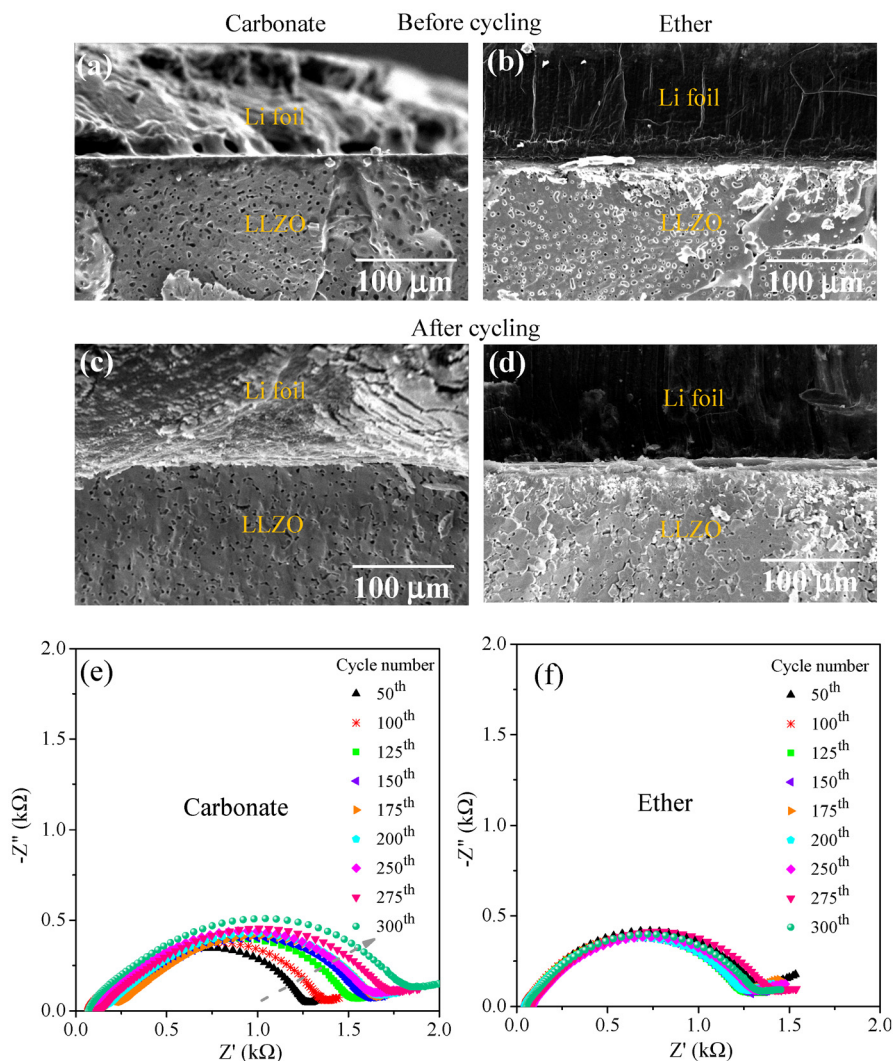 Carbonate Before cycling Ether
(a) (b)
Li foil Li foil
LLZO LLZO
100 μm 100 μm
After cycling
(c) (d)
Li foil Li foil
LLZO LLZO
100 μm 100 μm
2.0 2.0
(e) Cycle number (f) Cycle number
50th 50th
100th 100th
1.5 1.5
125th 125th
150th 150th
Carbonate 175th Ether 175th
-Z" (kΩ) 1.0 -Z" (kΩ) 1.0
200th 200th
250th 250th
275th 275th
0.5 300th 0.5 300th
0.0 0.0
0.0 0.5 1.0 1.5 2.0 0.0 0.5 1.0 1.5 2.0
Z' (kΩ) Z' (kΩ)